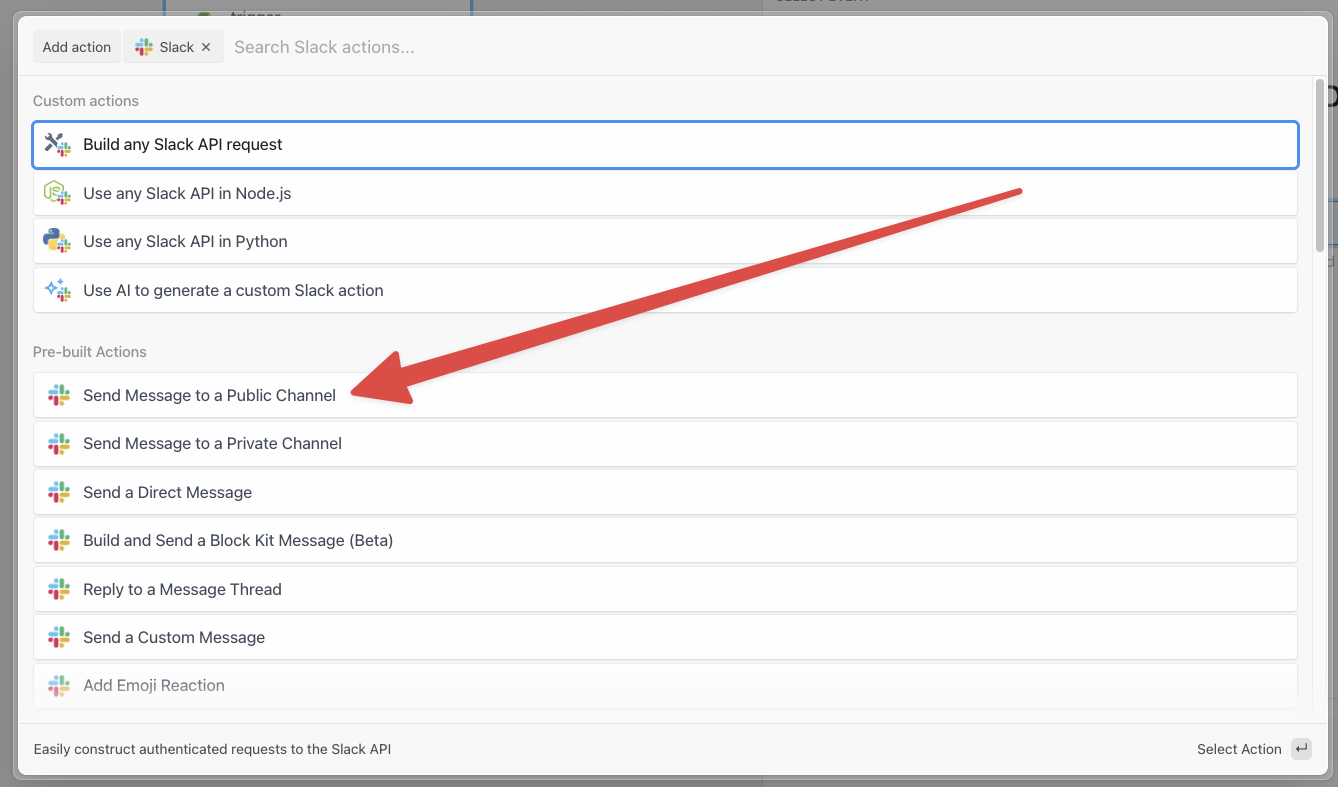 trigger
SELECT EVENT
Add action
Slack ×
Search Slack actions...
Custom actions
Build any Slack API request
Use any Slack API in Node.js
Use any Slack API in Python
Use AI to generate a custom Slack action
Pre-built Actions
Send Message to a Public Channel
Send Message to a Private Channel
Send a Direct Message
Build and Send a Block Kit Message (Beta)
Reply to a Message Thread
Send a Custom Message
Add Emoji Reaction
Easily construct authenticated requests to the Slack API
Select Action ↵